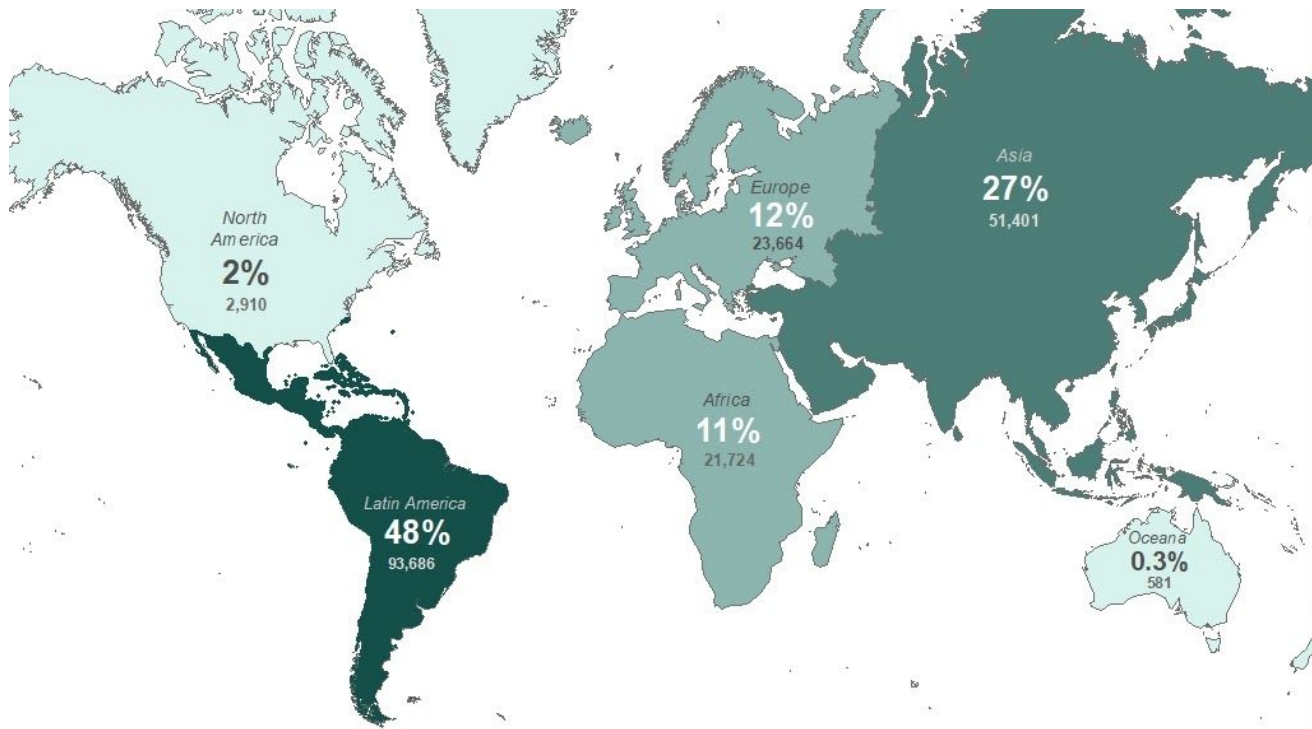 North
America
2%
2,910
Latin America
48%
93,686
Europe
12%
23,664
Africa
11%
21,724
Asia
27%
51,401
Oceana
0.3%
581